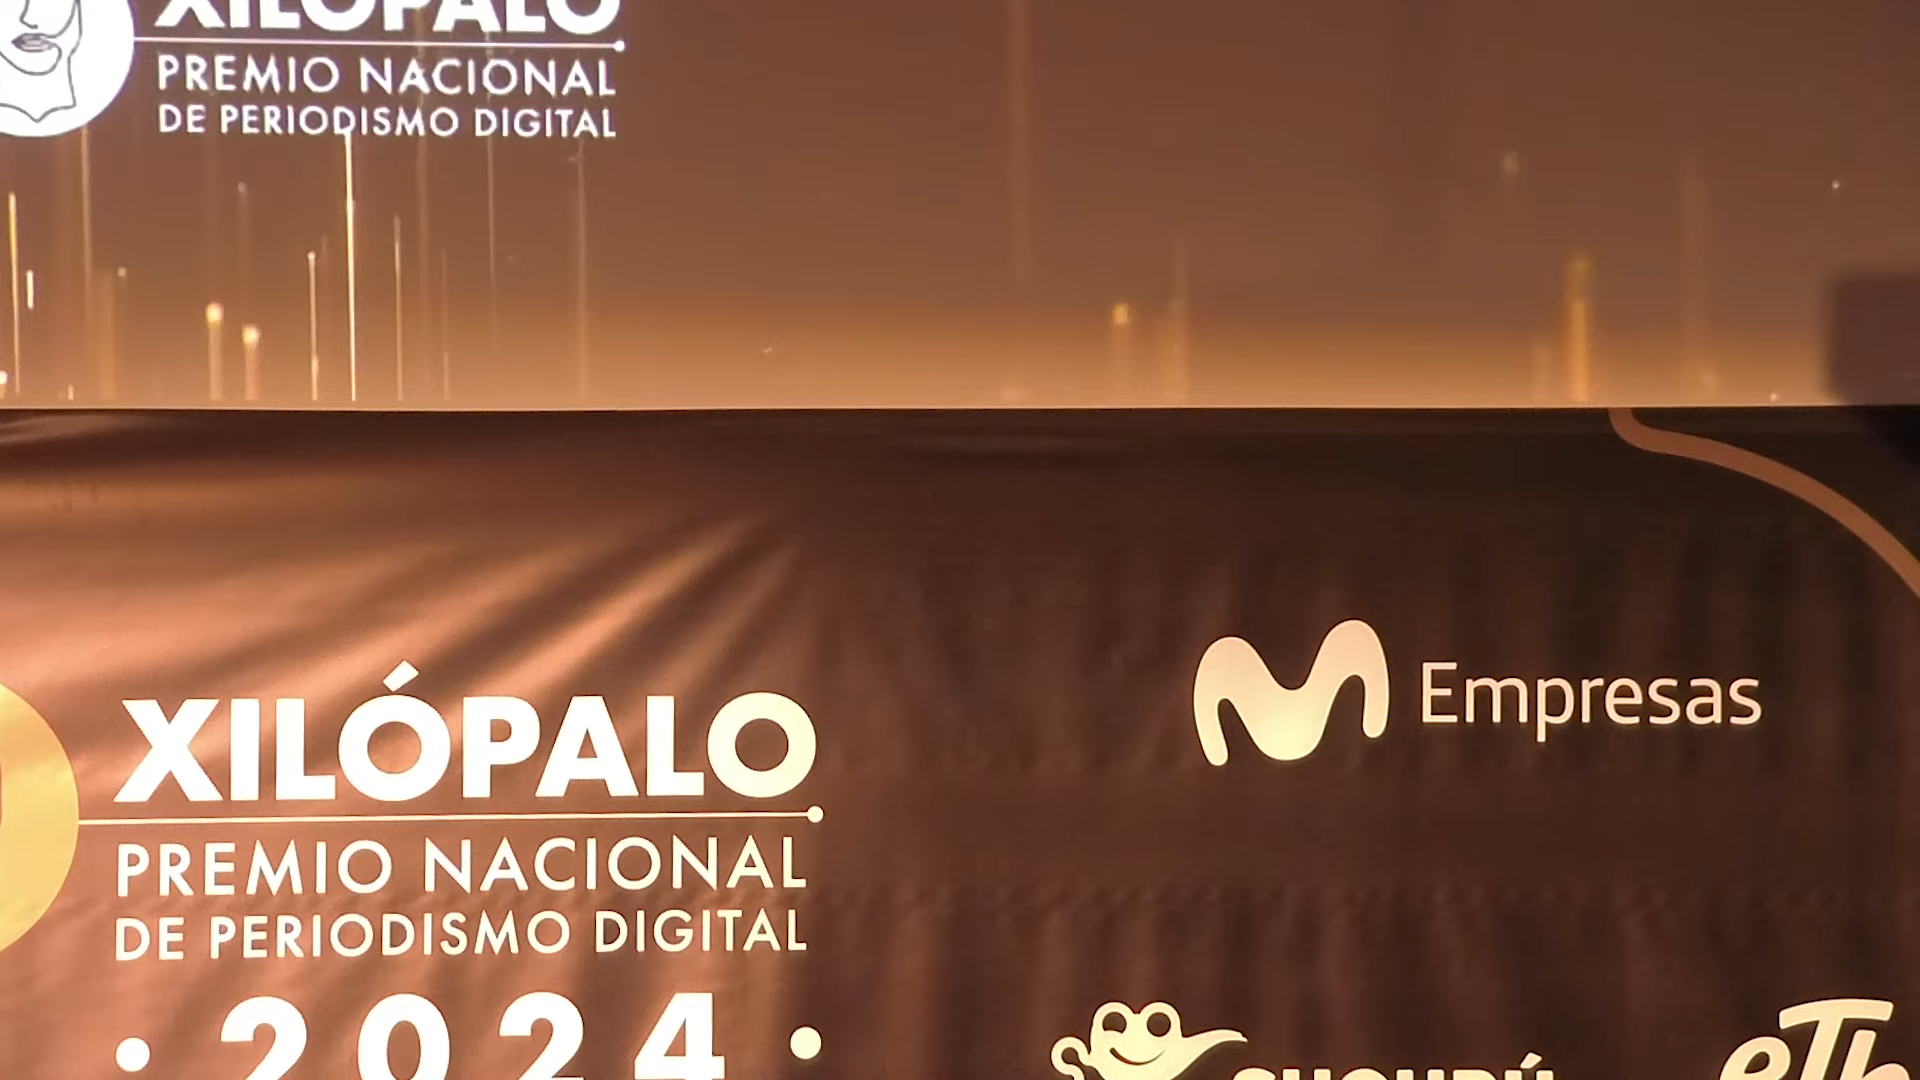 XILÓPALO
PREMIO NACIONAL
DE PERIODISMO DIGITAL
Empresas
XILÓPALO
PREMIO NACIONAL
DE PERIODISMO DIGITAL
• 2024 •